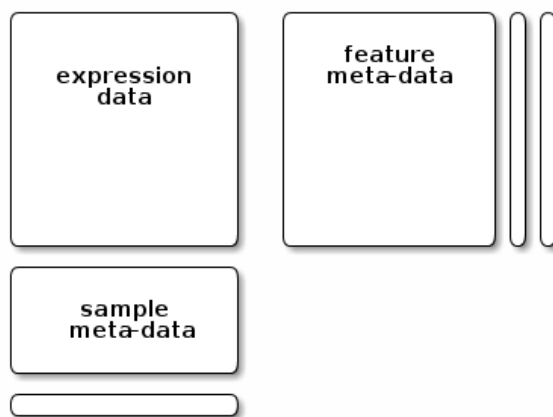 expression
data
feature
meta-data
sample
meta-data